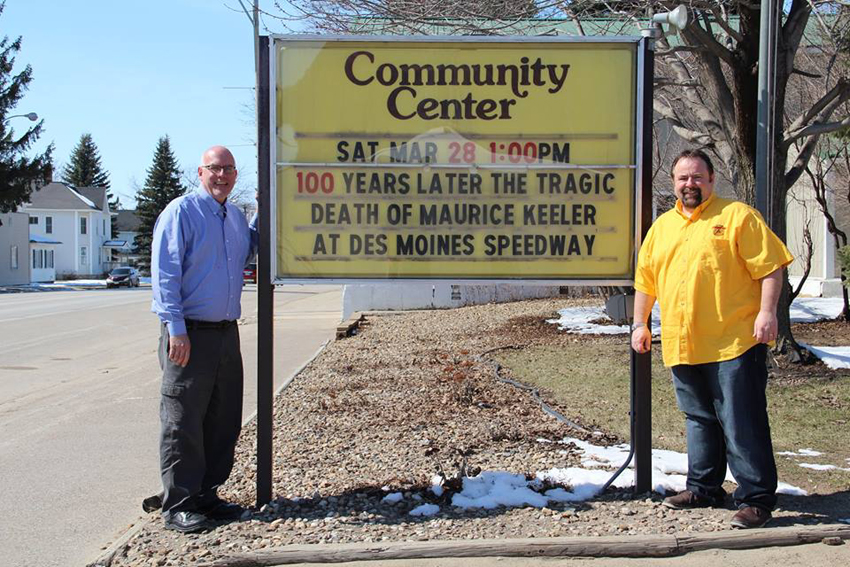 Community
Center
SAT MAR 28 1:00PM
100 YEARS LATER THE TRAGIC
DEATH OF MAURICE KEELER
AT DES MOINES SPEEDWAY